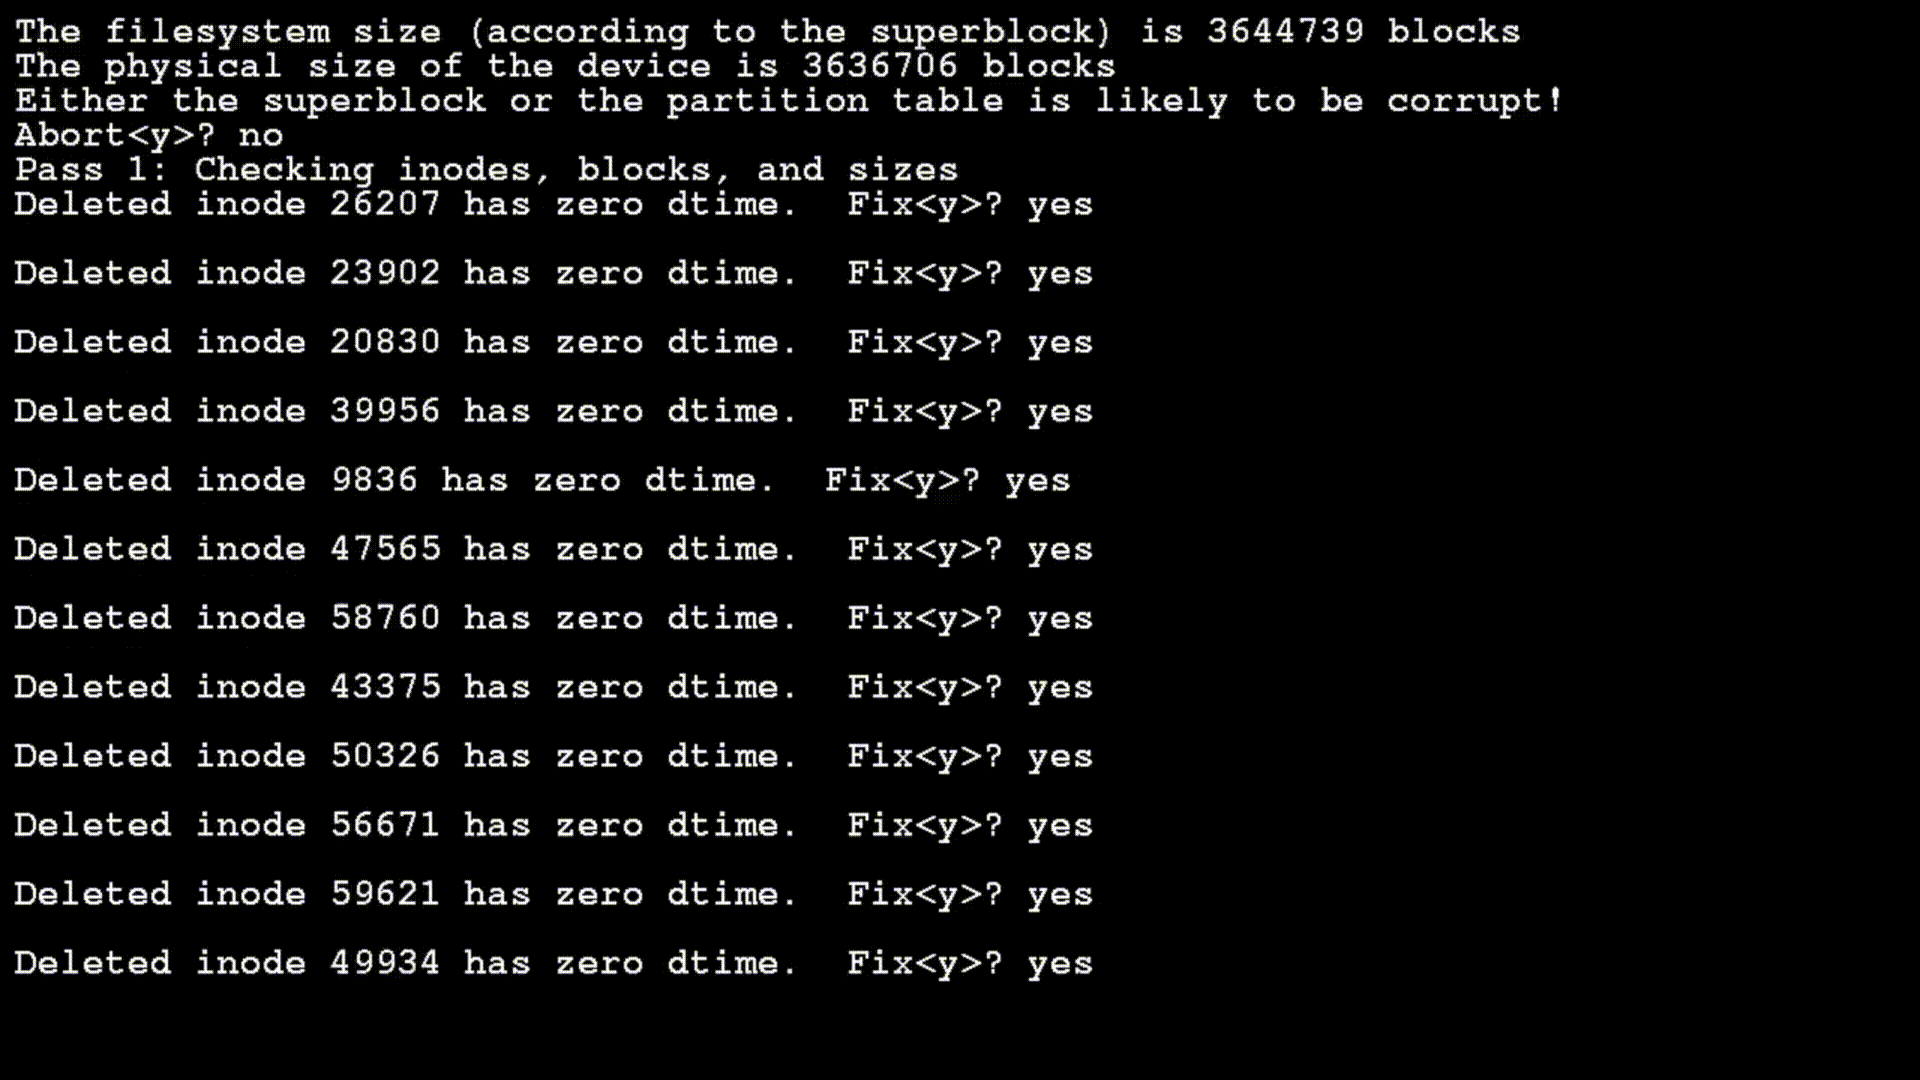 The filesystem size (according to the superblock) is 3644739 blocks
The physical size of the device is 3636706 blocks
Either the superblock or the partition table is likely to be corrupt!
Abort<y>? no
Pass 1: Checking inodes, blocks, and sizes
Deleted inode 26207 has zero dtime.  Fix<y>? yes
Deleted inode 23902 has zero dtime.  Fix<y>? yes
Deleted inode 20830 has zero dtime.  Fix<y>? yes
Deleted inode 39956 has zero dtime.  Fix<y>? yes
Deleted inode 9836 has zero dtime.  Fix<y>? yes
Deleted inode 47565 has zero dtime.  Fix<y>? yes
Deleted inode 58760 has zero dtime.  Fix<y>? yes
Deleted inode 43375 has zero dtime.  Fix<y>? yes
Deleted inode 50326 has zero dtime.  Fix<y>? yes
Deleted inode 56671 has zero dtime.  Fix<y>? yes
Deleted inode 59621 has zero dtime.  Fix<y>? yes
Deleted inode 49934 has zero dtime.  Fix<y>? yes